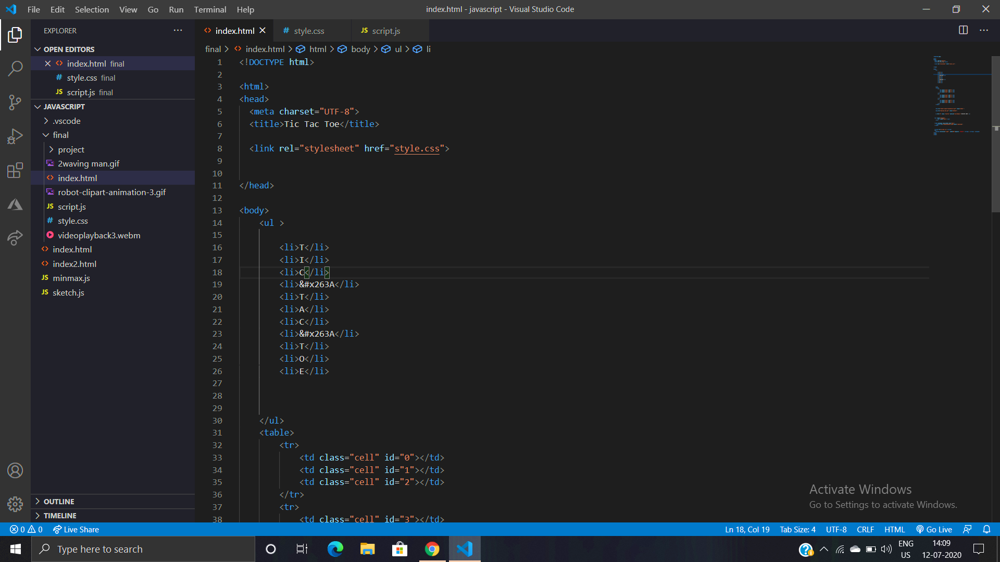 File Edit Selection View Go Run Terminal Help
index.html - javascript - Visual Studio Code
EXPLORER
OPEN EDITORS
index.html final
style.css final
script.js final
JAVASCRIPT
.vscode
final
project
2waving man.gif
index.html
robot-clipart-animation-3.gif
script.js
style.css
videoplayback3.webm
index.html
index2.html
minmax.js
sketch.js
OUTLINE
TIMELINE
index.html style.css script.js
final > index.html > html > body > ul > li
1 <!DOCTYPE html>
2
3 <html>
4 <head>
5 <meta charset="UTF-8">
6 <title>Tic Tac Toe</title>
7
8 <link rel="stylesheet" href="style.css">
9
10
11 </head>
12
13 <body>
14 <ul >
15
16 <li>T</li>
17 <li>I</li>
18 <li>C</li>
19 <li>&#x263A</li>
20 <li>T</li>
21 <li>A</li>
22 <li>C</li>
23 <li>&#x263A</li>
24 <li>T</li>
25 <li>O</li>
26 <li>E</li>
27
28
29
30 </ul>
31 <table>
32 <tr>
33 <td class="cell" id="0"></td>
34 <td class="cell" id="1"></td>
35 <td class="cell" id="2"></td>
36 </tr>
37 <tr>
38 <td class="cell" id="3"></td>
Activate Windows
Go to Settings to activate Windows.
0 0 Live Share
Ln 18, Col 19 Tab Size: 4 UTF-8 CRLF HTML Go Live
Type here to search
ENG
US
14:09
12-07-2020